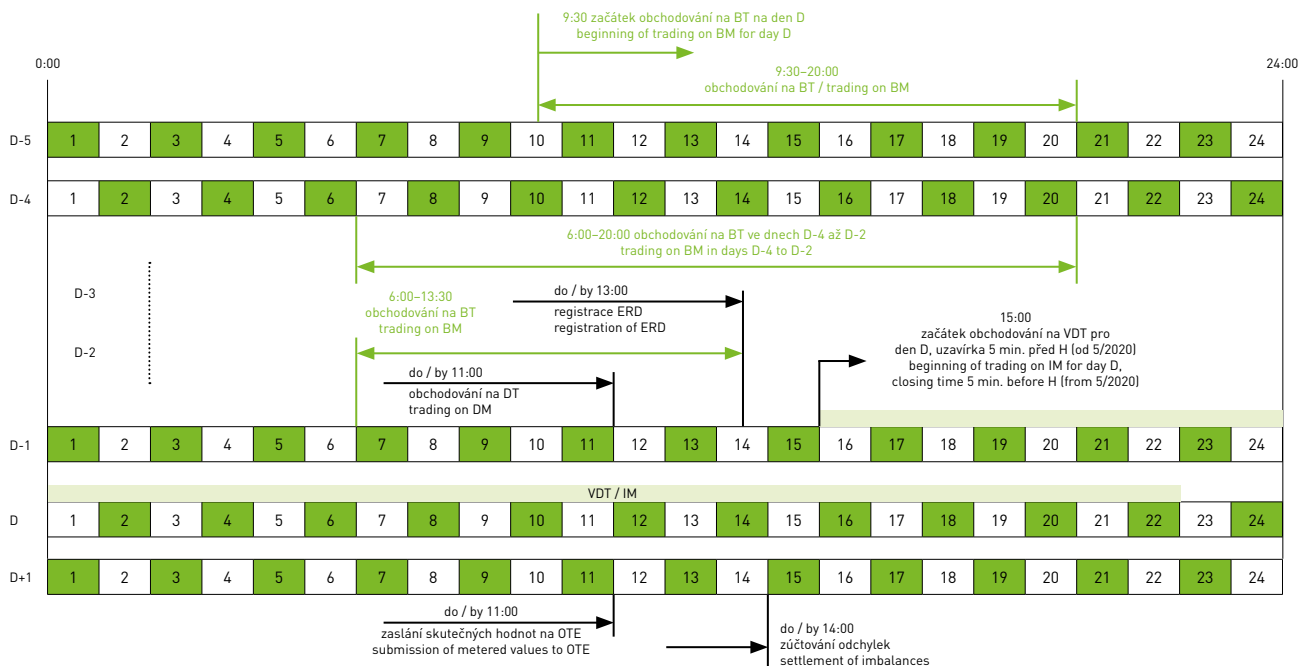 9:30 začátek obchodování na BT na den D
beginning of trading on BM for day D
0:00
24:00
9:30–20:00
obchodování na BT / trading on BM
D-5 1 2 3 4 5 6 7 8 9 10 11 12 13 14 15 16 17 18 19 20 21 22 23 24
D-4 1 2 3 4 5 6 7 8 9 10 11 12 13 14 15 16 17 18 19 20 21 22 23 24
6:00–20:00 obchodování na BT ve dnech D-4 až D-2
trading on BM in days D-4 to D-2
D-3
D-2
6:00–13:30
obchodování na BT
trading on BM
do / by 13:00
registrace ERD
registration of ERD
do / by 11:00
obchodování na DT
trading on DM
15:00
začátek obchodování na VDT pro
den D, uzavírka 5 min. před H (od 5/2020)
beginning of trading on IM for day D,
closing time 5 min. before H (from 5/2020)
D-1 1 2 3 4 5 6 7 8 9 10 11 12 13 14 15 16 17 18 19 20 21 22 23 24
VDT / IM
D 1 2 3 4 5 6 7 8 9 10 11 12 13 14 15 16 17 18 19 20 21 22 23 24
D+1 1 2 3 4 5 6 7 8 9 10 11 12 13 14 15 16 17 18 19 20 21 22 23 24
do / by 11:00
zaslání skutečných hodnot na OTE
submission of metered values to OTE
do / by 14:00
zúčtování odchylek
settlement of imbalances